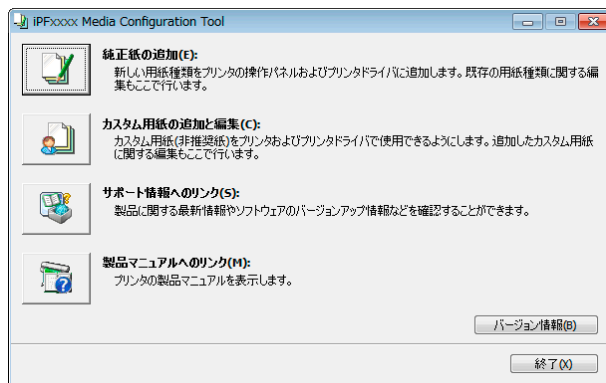 iPFxxxx Media Configuration Tool
純正紙の追加(E):
新しい用紙種類をプリンタの操作パネルおよびプリンタドライバに追加します。既存の用紙種類に関する編
集もここで行います。
カスタム用紙の追加と編集(C):
カスタム用紙(非推奨紙)をプリンタおよびプリンタドライバで使用できるようにします。追加したカスタム用紙
に関する編集もここで行います。
サポート情報へのリンク(S):
製品に関する最新情報やソフトウェアのバージョンアップ情報などを確認することができます。
製品マニュアルへのリンク(M):
プリンタの製品マニュアルを表示します。
バージョン情報(B)
終了(X)